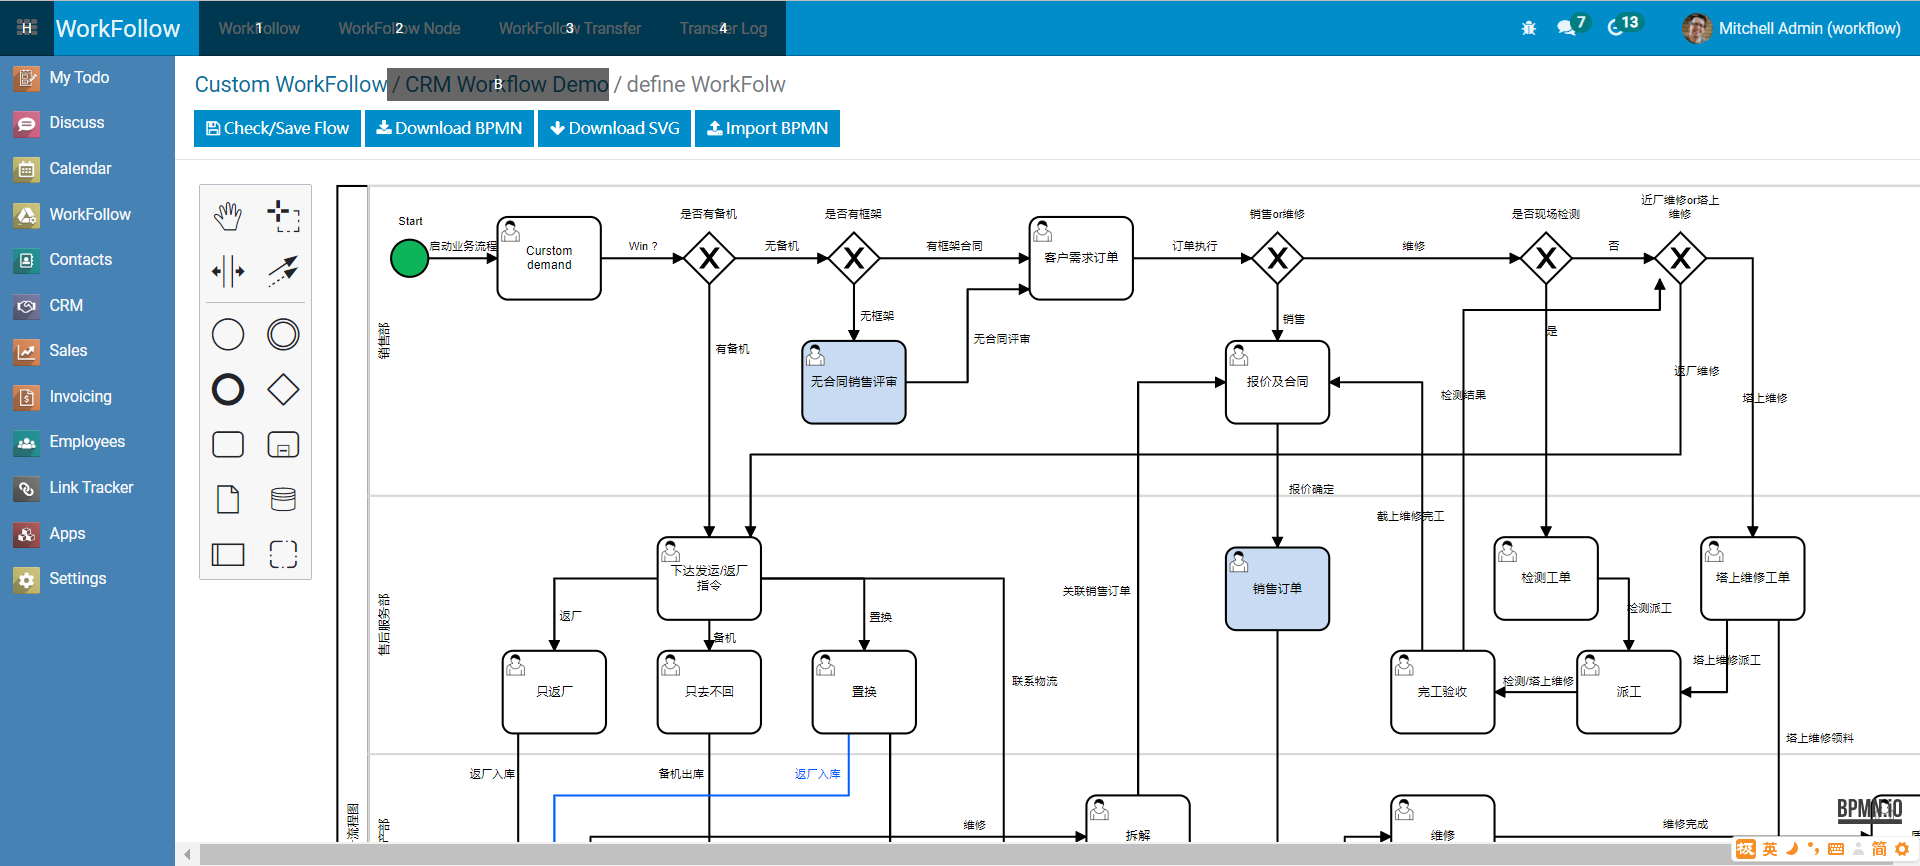 H
WorkFollow
WorkFollow
1
WorkFollow Node
2
WorkFollow Transfer
3
Transfer Log
4
7
13
Mitchell Admin (workflow)
My Todo
Discuss
Calendar
WorkFollow
Contacts
CRM
Sales
Invoicing
Employees
Link Tracker
Apps
Settings
Custom WorkFollow / CRM Workflow Demo / define WorkFolw
B
Check/Save Flow
Download BPMN
Download SVG
Import BPMN
Start
启动业务流程
Curstom
demand
Win ?
是否有备机
无备机
是否有框架
有框架合同
客户需求订单
订单执行
销售or维修
维修
是否现场检测
否
近厂维修or塔上
维修
销售部
有备机
无框架
无合同销售评审
无合同评审
销售
报价及合同
检测结果
是
返厂维修
塔上维修
报价确定
截上维修完工
售后服务部
下达发运/返厂
指令
返厂
备机
置换
关联销售订单
销售订单
检测工单
检测派工
塔上维修工单
塔上维修派工
只返厂
只去不回
置换
联系物流
完工验收
检测/塔上维修
派工
塔上维修领料
返厂入库
备机出库
返厂入库
流程图
产部
维修
拆解
维修
维修完成
BPMN.iO
英
简